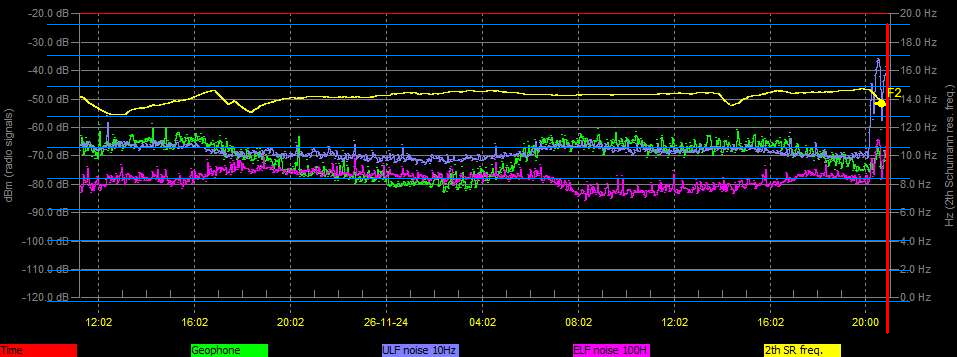 -20.0 dB 20.0 Hz
-30.0 dB 18.0 Hz
-40.0 dB 16.0 Hz
-50.0 dB 14.0 Hz
F2
-60.0 dB 12.0 Hz
-70.0 dB 10.0 Hz
-80.0 dB 8.0 Hz
-90.0 dB 6.0 Hz
-100.0 dB 4.0 Hz
-110.0 dB 2.0 Hz
-120.0 dB 0.0 Hz
dBm (radio signals)
Hz (2th Schumann res. freq.)
12:02 16:02 20:02 26-11-24 04:02 08:02 12:02 16:02 20:00
Time Geophone ULF noise 10Hz ELF noise 100H 2th SR freq.